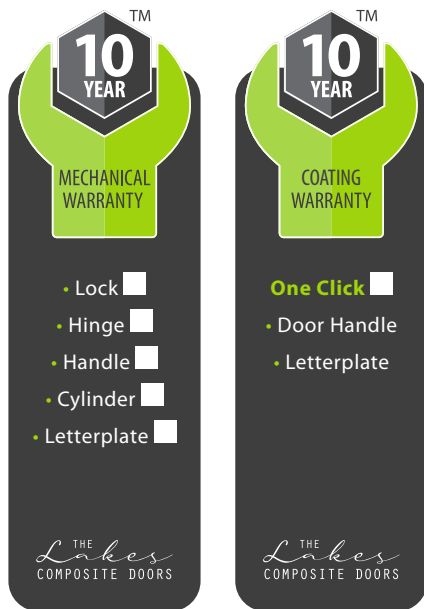 TM
10
YEAR
MECHANICAL
WARRANTY
• Lock
• Hinge
• Handle
• Cylinder
• Letterplate
THE
Lakes
COMPOSITE DOORS
TM
10
YEAR
COATING
WARRANTY
One Click
• Door Handle
• Letterplate
THE
Lakes
COMPOSITE DOORS